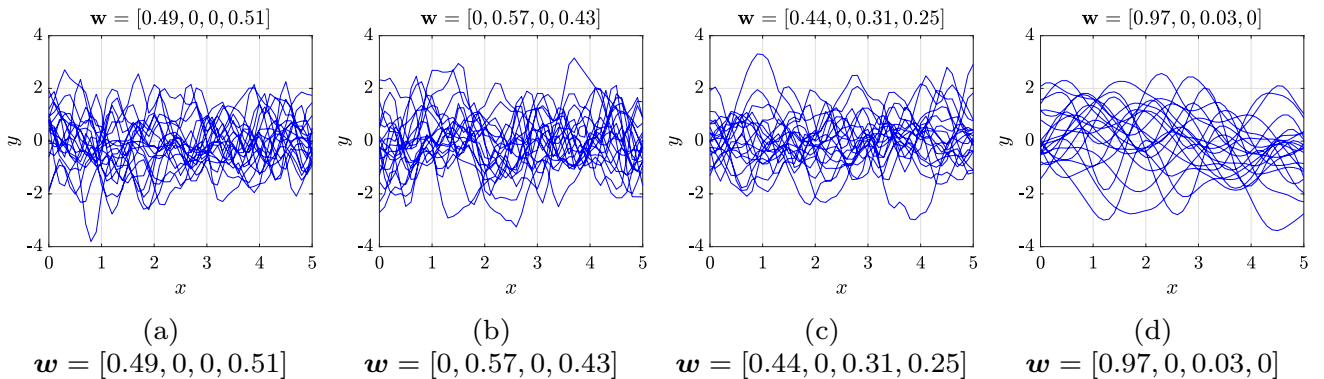 w = [0.49, 0, 0, 0.51]
4
2
0
-2
-4
y
0 1 2 3 4 5
x
(a)
w = [0.49, 0, 0, 0.51]
w = [0, 0.57, 0, 0.43]
4
2
0
-2
-4
y
0 1 2 3 4 5
x
(b)
w = [0, 0.57, 0, 0.43]
w = [0.44, 0, 0.31, 0.25]
4
2
0
-2
-4
y
0 1 2 3 4 5
x
(c)
w = [0.44, 0, 0.31, 0.25]
w = [0.97, 0, 0.03, 0]
4
2
0
-2
-4
y
0 1 2 3 4 5
x
(d)
w = [0.97, 0, 0.03, 0]